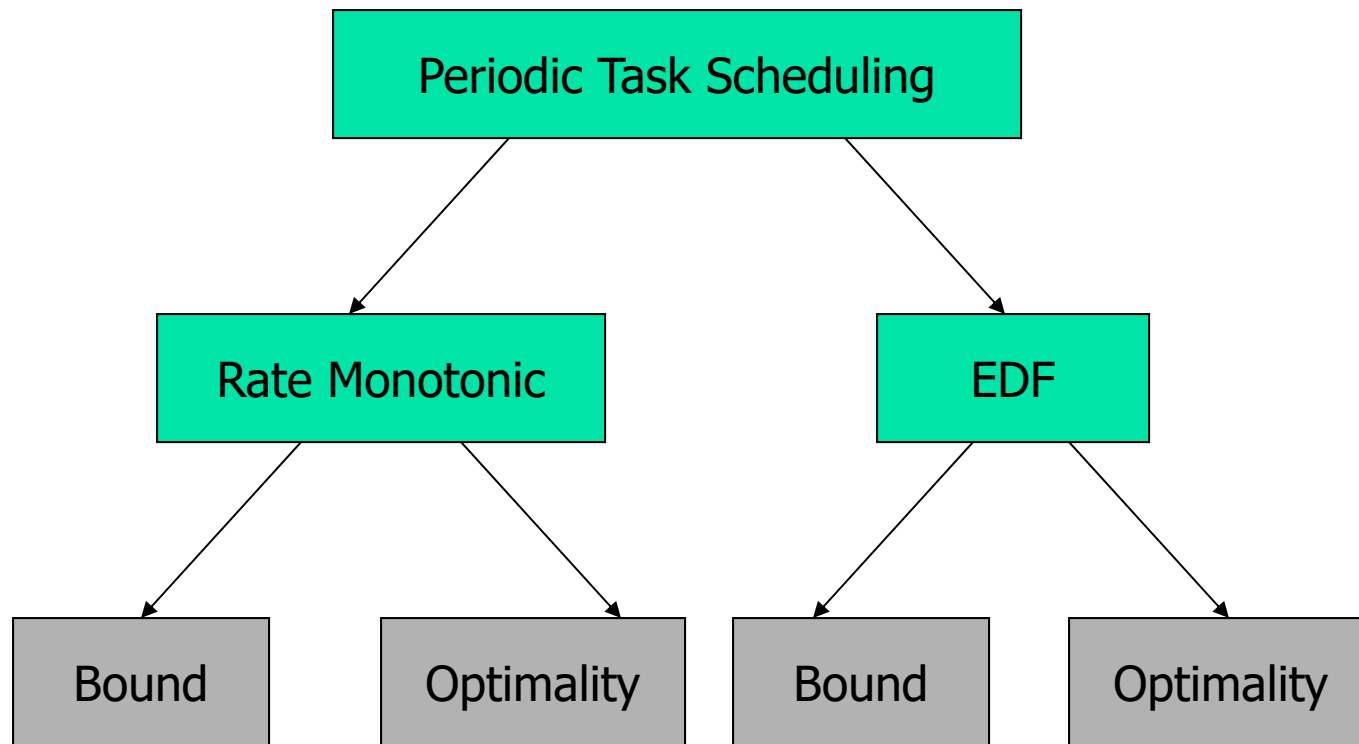 Periodic Task Scheduling
Rate Monotonic
EDF
Bound
Optimality
Bound
Optimality